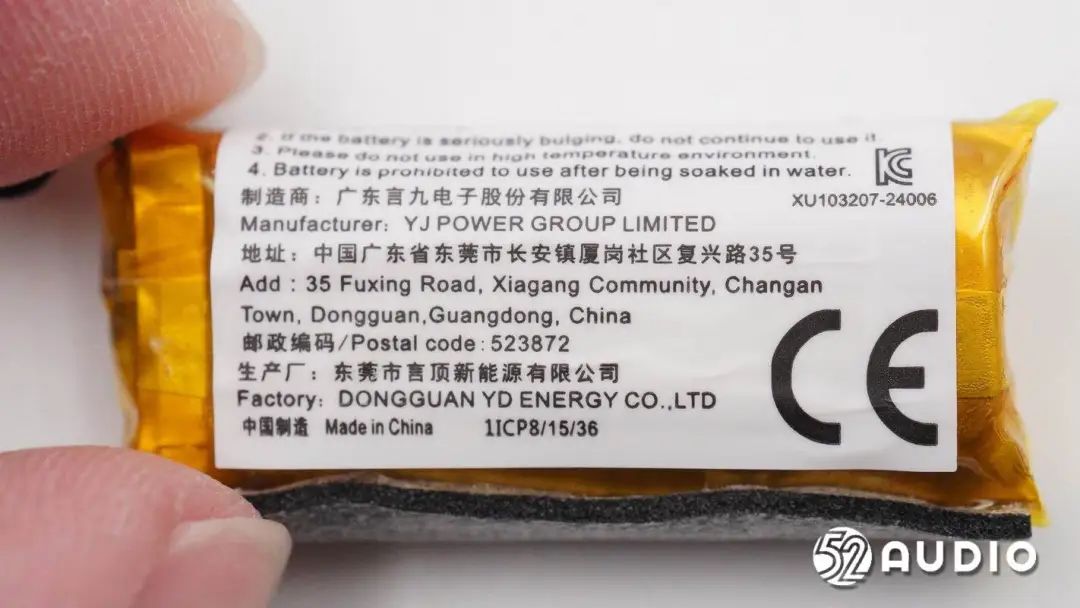 2. If the battery is seriously bulging, do not continue to use it.
3. Please do not use in high temperature environment.
4. Battery is prohibited to use after being soaked in water.
KC
制造商：广东言九电子股份有限公司
XU103207-24006
Manufacturer: YJ POWER GROUP LIMITED
地址：中国广东省东莞市长安镇厦岗社区复兴路35号
Add : 35 Fuxing Road, Xiagang Community, Changan
Town, Dongguan,Guangdong, China
邮政编码/Postal code:523872
生产厂：东莞市言顶新能源有限公司
Factory: DONGGUAN YD ENERGY CO.,LTD
中国制造 Made in China 1ICP8/15/36
CE
52 AUDIO